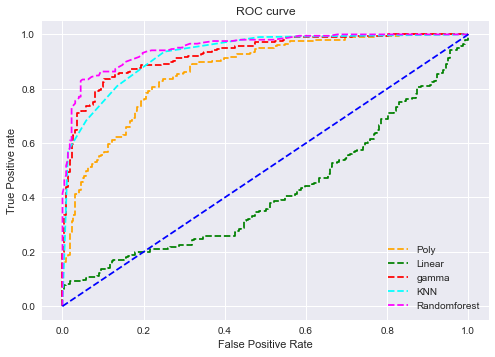 ROC curve
True Positive rate
1.0
0.8
0.6
0.4
0.2
0.0
Poly
Linear
gamma
KNN
Randomforest
0.0 0.2 0.4 0.6 0.8 1.0
False Positive Rate